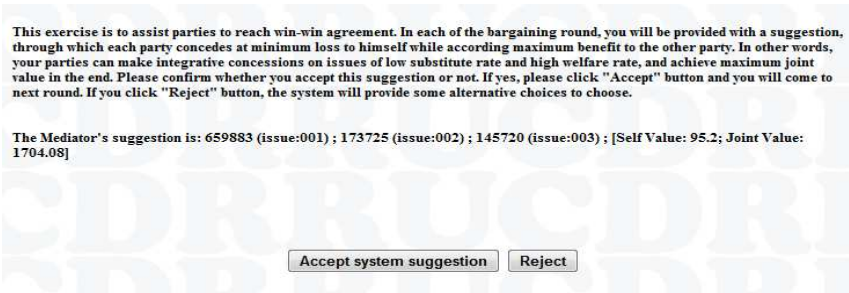 This exercise is to assist parties to reach win-win agreement. In each of the bargaining round, you will be provided with a suggestion,
through which each party concedes at minimum loss to himself while according maximum benefit to the other party. In other words,
your parties can make integrative concessions on issues of low substitute rate and high welfare rate, and achieve maximum joint
value in the end. Please confirm whether you accept this suggestion or not. If yes, please click "Accept" button and you will come to
next round. If you click "Reject" button, the system will provide some alternative choices to choose.
The Mediator's suggestion is: 659883 (issue:001) ; 173725 (issue:002) ; 145720 (issue:003) ; [Self Value: 95.2; Joint Value:
1704.08]
Accept system suggestion Reject